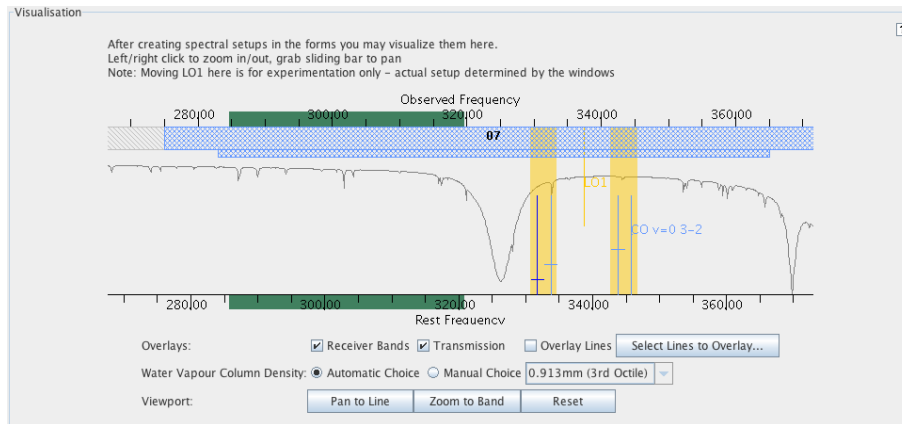 Visualisation
?
After creating spectral setups in the forms you may visualize them here.
Left/right click to zoom in/out, grab sliding bar to pan
Note: Moving LO1 here is for experimentation only - actual setup determined by the windows
Observed Frequency
280.00 300.00 320.00 340.00 360.00
07
LO1
CO v=0 3-2
280.00 300.00 320.00 340.00 360.00
Rest Frequency
Overlays: Receiver Bands Transmission Overlay Lines Select Lines to Overlay...
Water Vapour Column Density: Automatic Choice Manual Choice 0.913mm (3rd Octile)
Viewport: Pan to Line Zoom to Band Reset